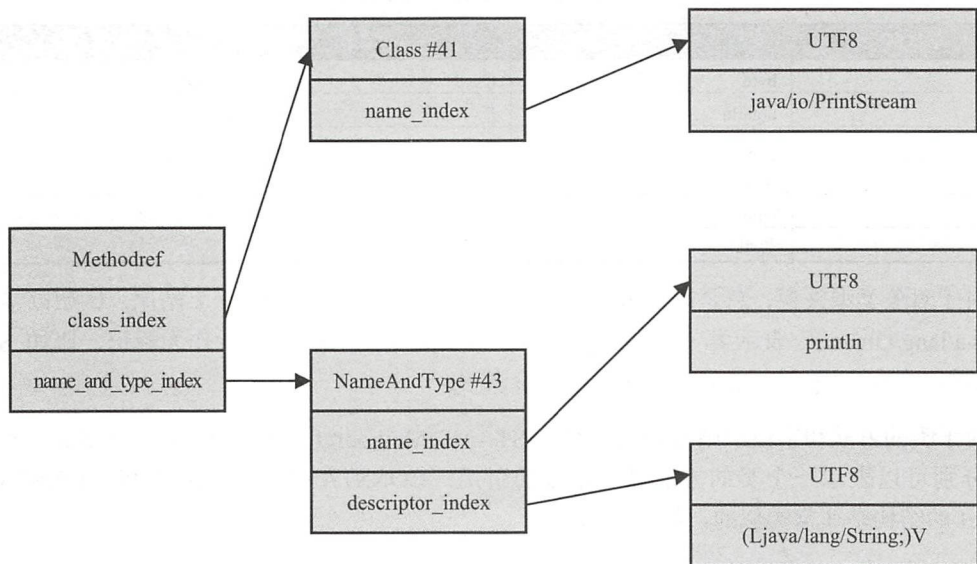 Class #41
name_index
UTF8
java/io/PrintStream
Methodref
class_index
name_and_type_index
NameAndType #43
name_index
descriptor_index
UTF8
println
UTF8
(Ljava/lang/String;)V